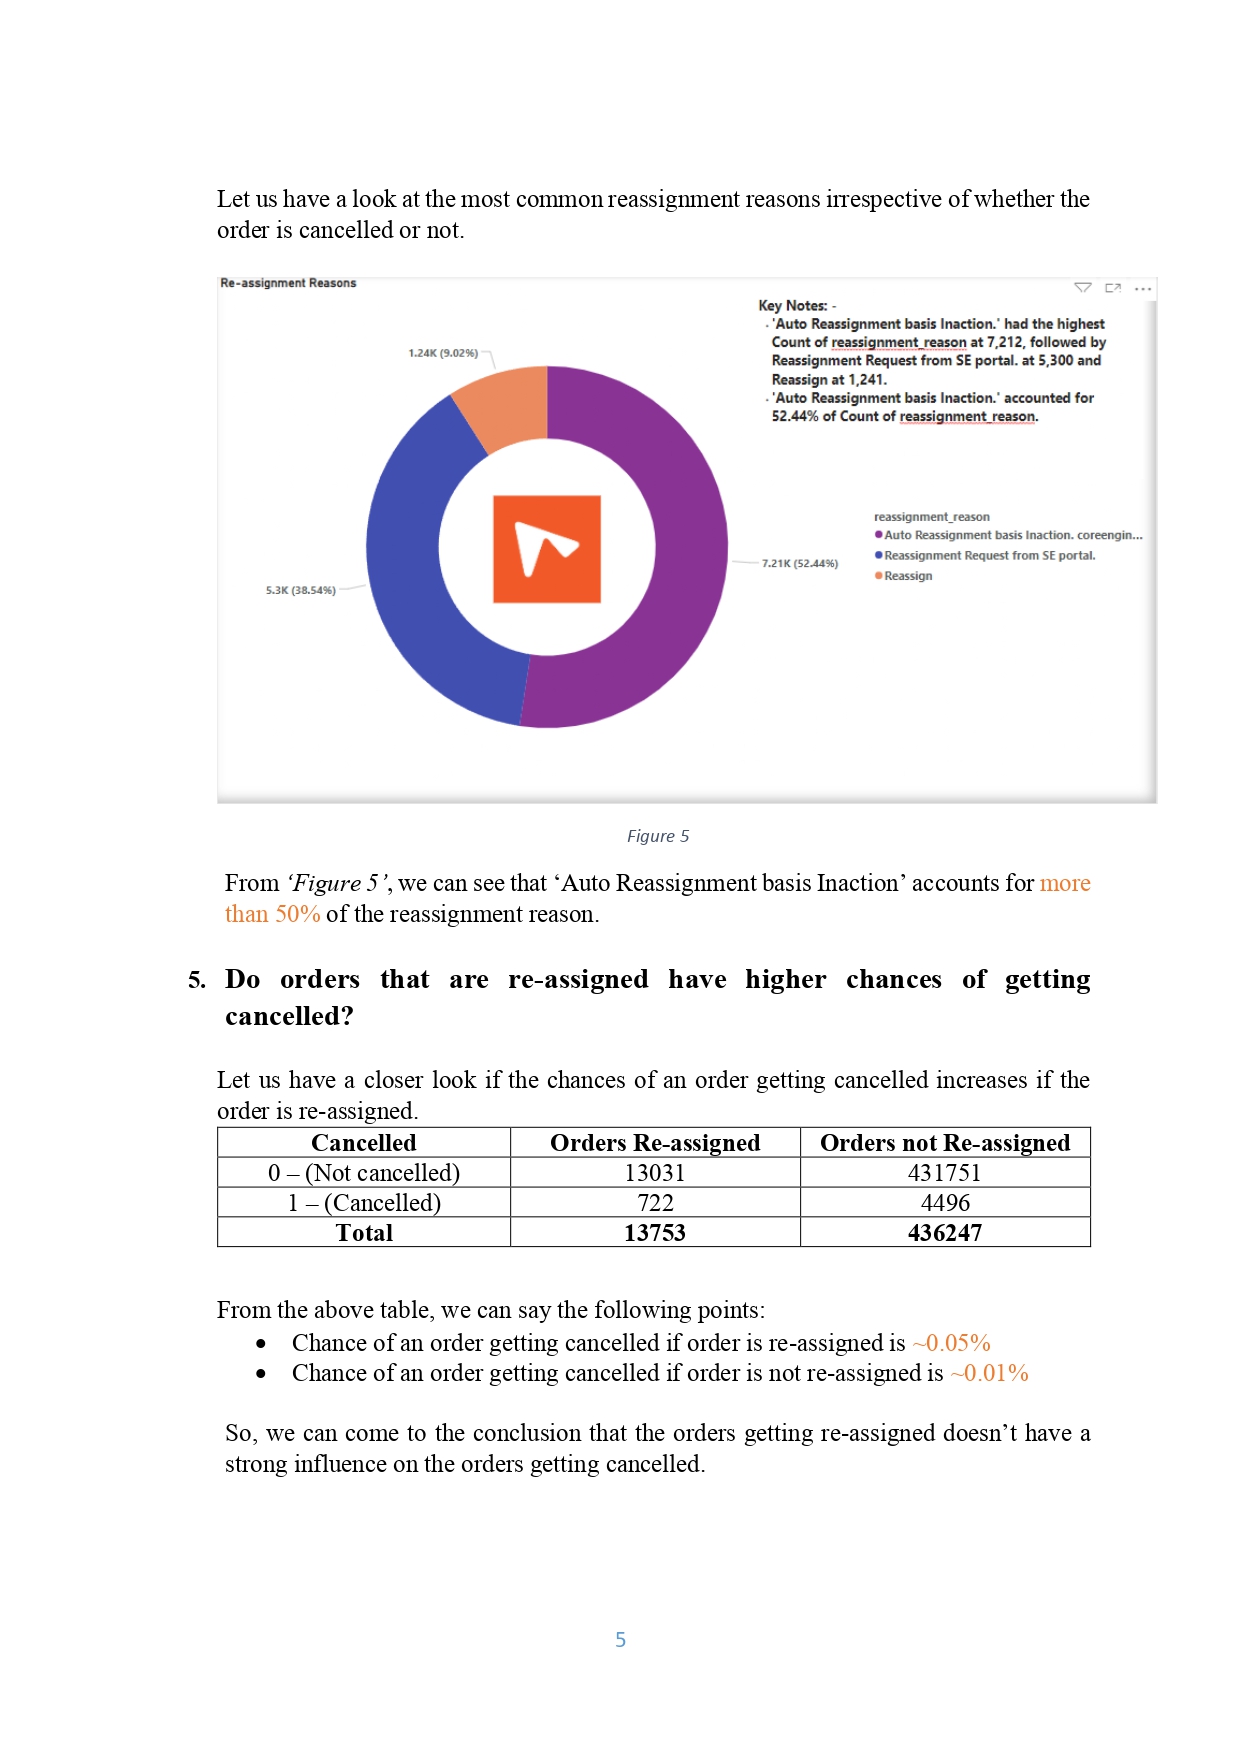 Let us have a look at the most common reassignment reasons irrespective of whether the
order is cancelled or not.
Re-assignment Reasons
Key Notes: -
. 'Auto Reassignment basis Inaction.' had the highest
Count of reassignment_reason at 7,212, followed by
Reassignment Request from SE portal. at 5,300 and
Reassign at 1,241.
. 'Auto Reassignment basis Inaction.' accounted for
52.44% of Count of reassignment_reason.
1.24K (9.02%)
5.3K (38.54%)
7.21K (52.44%)
reassignment_reason
Auto Reassignment basis Inaction. coreengin...
Reassignment Request from SE portal.
Reassign
Figure 5
From ‘Figure 5’, we can see that ‘Auto Reassignment basis Inaction’ accounts for more
than 50% of the reassignment reason.
5. Do orders that are re-assigned have higher chances of getting
cancelled?
Let us have a closer look if the chances of an order getting cancelled increases if the
order is re-assigned.
Cancelled Orders Re-assigned Orders not Re-assigned
0 – (Not cancelled) 13031 431751
1 – (Cancelled) 722 4496
Total 13753 436247
From the above table, we can say the following points:
• Chance of an order getting cancelled if order is re-assigned is ~0.05%
• Chance of an order getting cancelled if order is not re-assigned is ~0.01%
So, we can come to the conclusion that the orders getting re-assigned doesn’t have a
strong influence on the orders getting cancelled.
5